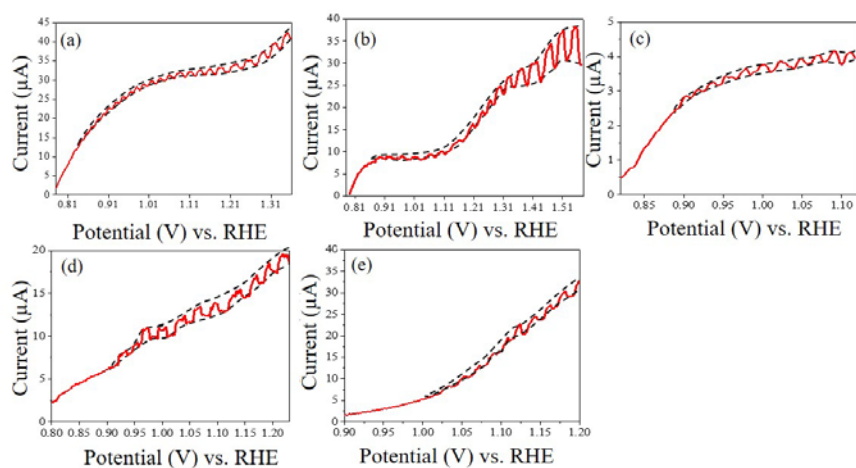 (a)
Current (µA)
45
40
35
30
25
20
15
10
5
0
0.81 0.91 1.01 1.11 1.21 1.31
Potential (V) vs. RHE
(b)
Current (µA)
40
35
30
25
20
15
10
5
0
0.81 0.91 1.01 1.11 1.21 1.31 1.41 1.51
Potential (V) vs. RHE
(c)
Current (µA)
5
4
3
2
1
0
0.85 0.90 0.95 1.00 1.05 1.10
Potential (V) vs. RHE
(d)
Current (µA)
20
15
10
5
0
0.80 0.90 1.00 1.10 1.20
Potential (V) vs. RHE
(e)
Current (µA)
40
35
30
25
20
15
10
5
0
0.90 0.95 1.00 1.05 1.10 1.15 1.20
Potential (V) vs. RHE